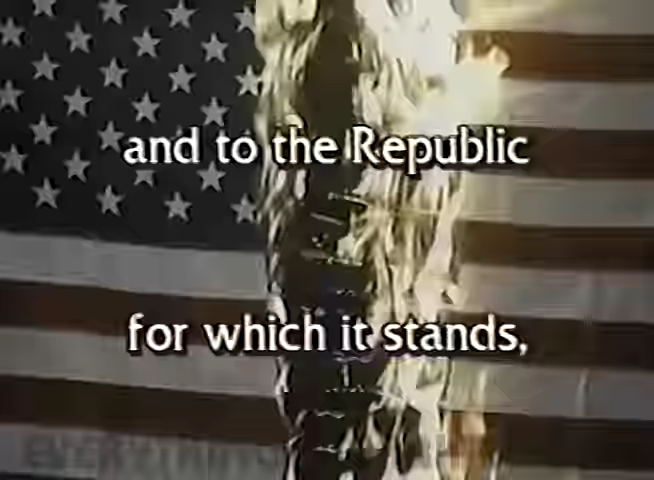 and to the Republic
for which it stands,